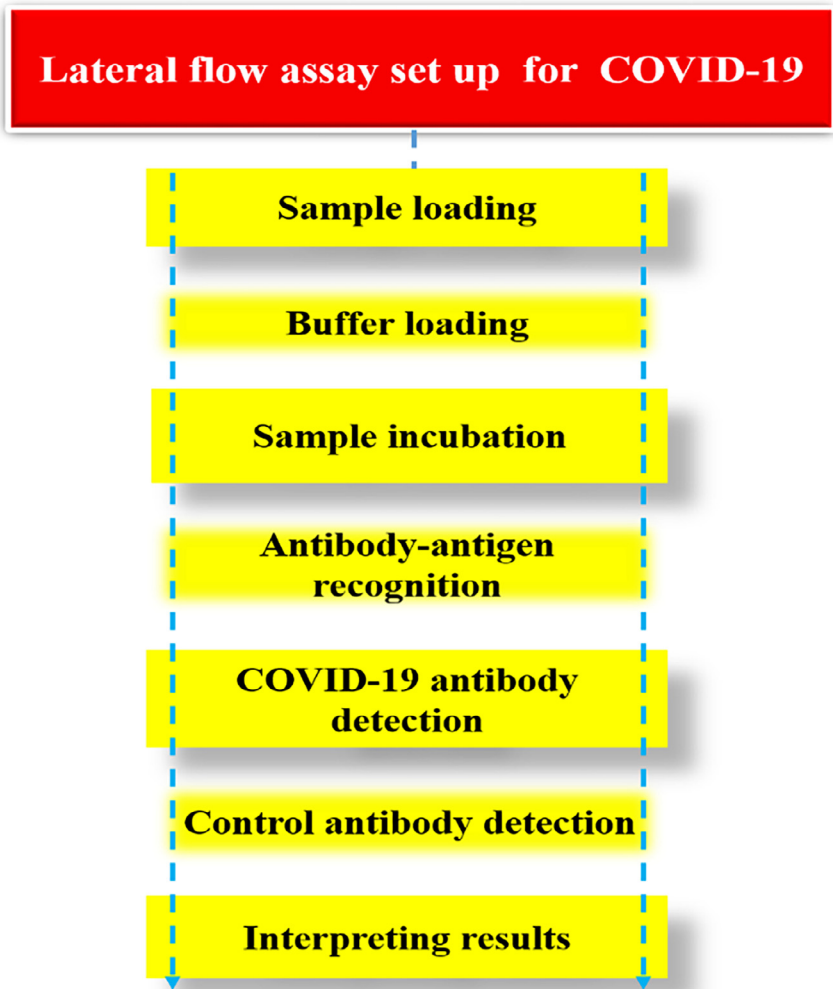 Lateral flow assay set up for COVID-19
Sample loading
Buffer loading
Sample incubation
Antibody-antigen
recognition
COVID-19 antibody
detection
Control antibody detection
Interpreting results